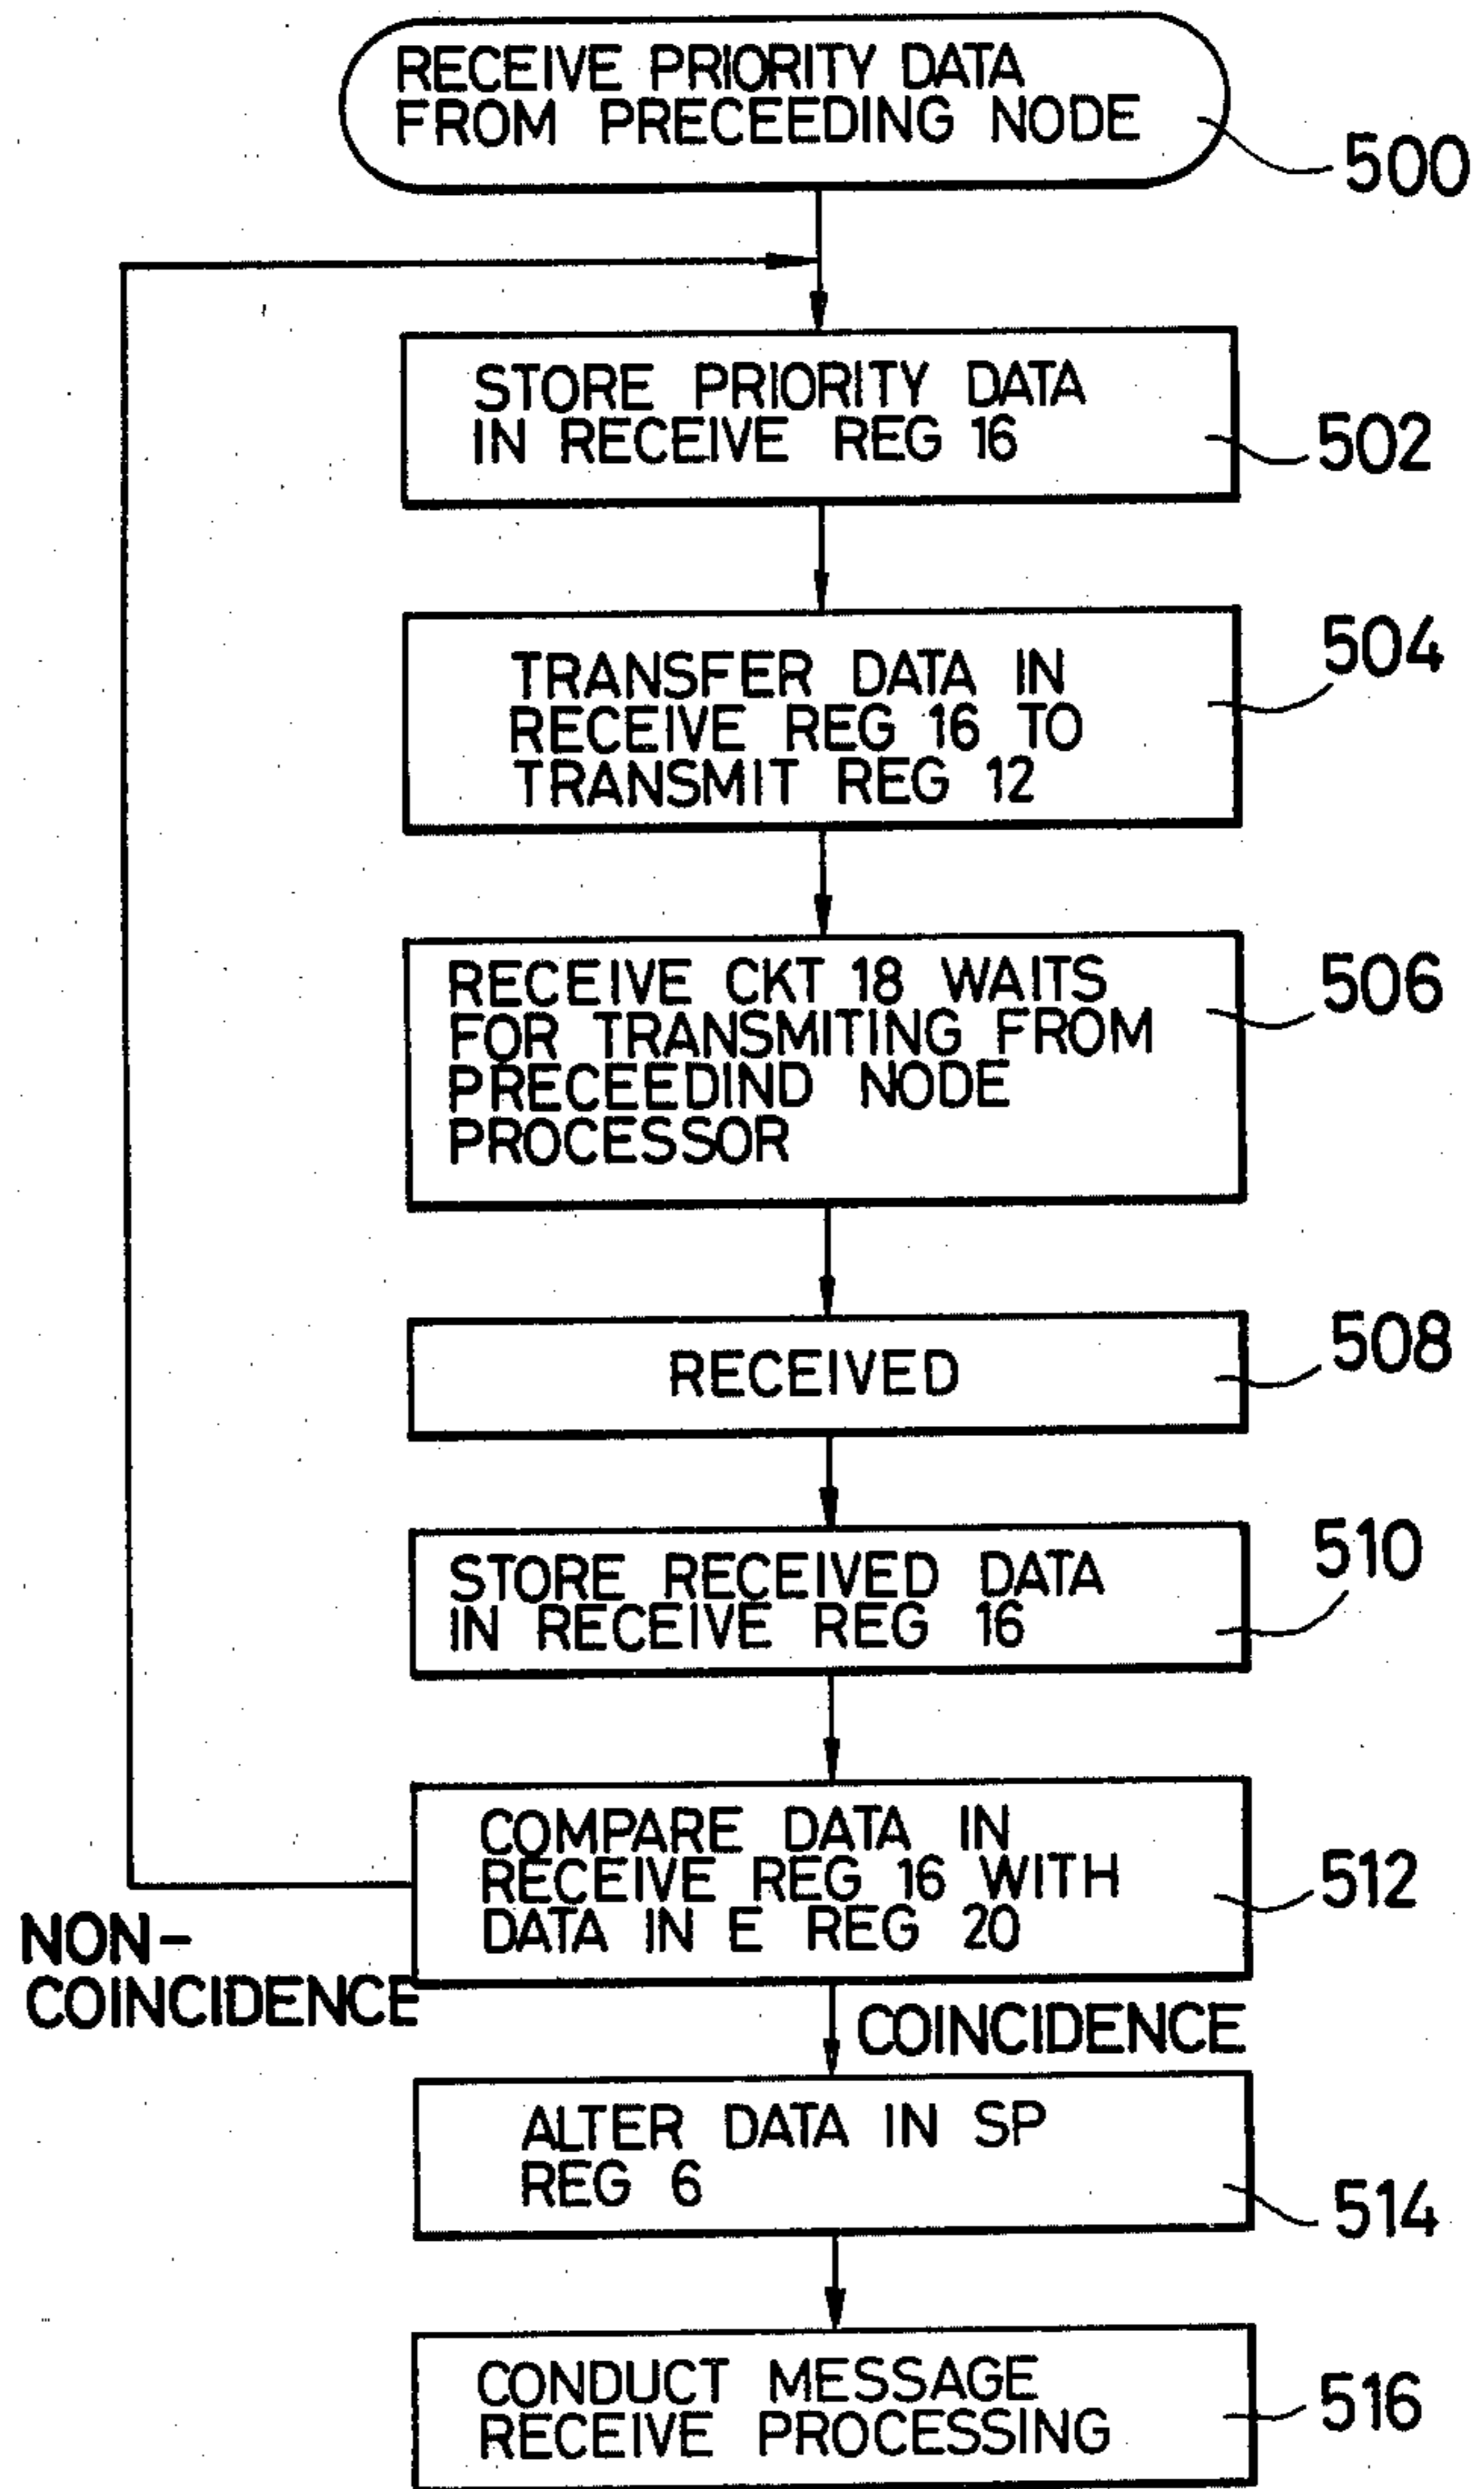 RECEIVE PRIORITY DATA
FROM PRECEEDING NODE
500
STORE PRIORITY DATA
IN RECEIVE REG 16
502
TRANSFER DATA IN
RECEIVE REG 16 TO
TRANSMIT REG 12
504
RECEIVE CKT 18 WAITS
FOR TRANSMITING FROM
PRECEEDIND NODE
PROCESSOR
506
RECEIVED
508
STORE RECEIVED DATA
IN RECEIVE REG 16
510
COMPARE DATA IN
RECEIVE REG 16 WITH
DATA IN E REG 20
512
NON-
COINCIDENCE
COINCIDENCE
ALTER DATA IN SP
REG 6
514
CONDUCT MESSAGE
RECEIVE PROCESSING
516